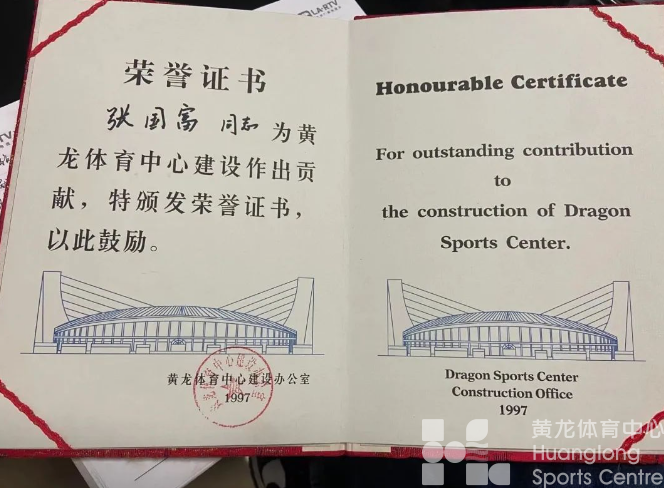 荣誉证书
张国富 同志 为黄
龙体育中心建设作出贡
献，特颁发荣誉证书，
以此鼓励。
黄龙体育中心建设办公室
1997
Honourable Certificate
For outstanding contribution
to
the construction of Dragon
Sports Center.
Dragon Sports Center
Construction Office
1997
黄龙体育中心
Huanglong
Sports Centre